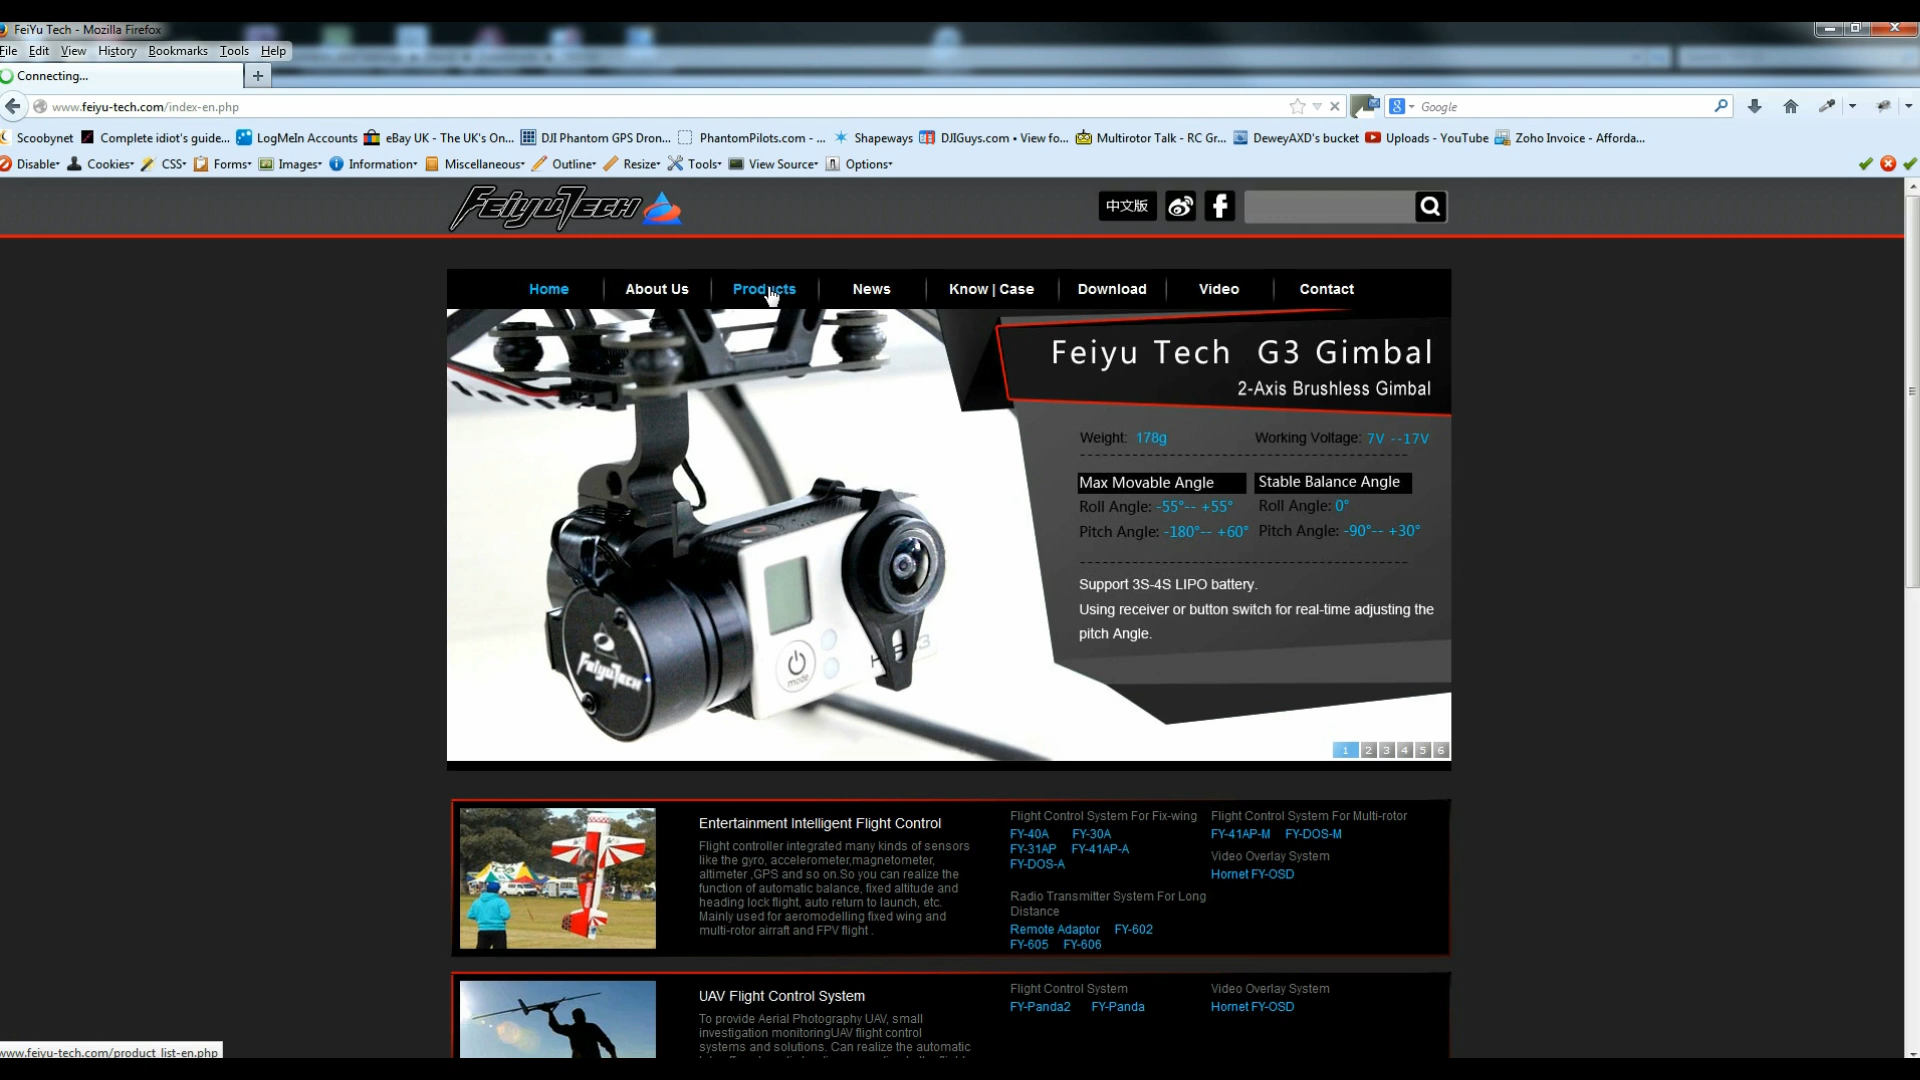 FeiYu Tech - Mozilla Firefox
File Edit View History Bookmarks Tools Help
Connecting...
www.feiyu-tech.com/index-en.php
Google
Scoobynet Complete idiot's guide... LogMeIn Accounts eBay UK - The UK's On... DJI Phantom GPS Dron... PhantomPilots.com - ... Shapeways DJIGuys.com • View fo... Multirotor Talk - RC Gr... DeweyAXD's bucket Uploads - YouTube Zoho Invoice - Afforda...
Disable Cookies CSS Forms Images Information Miscellaneous Outline Resize Tools View Source Options
FeiyuTech
中文版
Home About Us Products News Know | Case Download Video Contact
Feiyu Tech G3 Gimbal
2-Axis Brushless Gimbal
Weight: 178g Working Voltage: 7V --17V
Max Movable Angle Stable Balance Angle
Roll Angle: -55°-- +55° Roll Angle: 0°
Pitch Angle: -180°-- +60° Pitch Angle: -90°-- +30°
Support 3S-4S LIPO battery.
Using receiver or button switch for real-time adjusting the
pitch Angle.
FeiyuTech
mode
1 2 3 4 5 6
Entertainment Intelligent Flight Control
Flight controller integrated many kinds of sensors
like the gyro, accelerometer,magnetometer,
altimeter ,GPS and so on.So you can realize the
function of automatic balance, fixed altitude and
heading lock flight, auto return to launch, etc.
Mainly used for aeromodelling fixed wing and
multi-rotor airraft and FPV flight .
Flight Control System For Fix-wing
FY-40A FY-30A
FY-31AP FY-41AP-A
FY-DOS-A
Radio Transmitter System For Long
Distance
Remote Adaptor FY-602
FY-605 FY-606
Flight Control System For Multi-rotor
FY-41AP-M FY-DOS-M
Video Overlay System
Hornet FY-OSD
UAV Flight Control System
To provide Aerial Photography UAV, small
investigation monitoringUAV flight control
systems and solutions. Can realize the automatic
Flight Control System
FY-Panda2 FY-Panda
Video Overlay System
Hornet FY-OSD
www.feiyu-tech.com/product_list-en.php